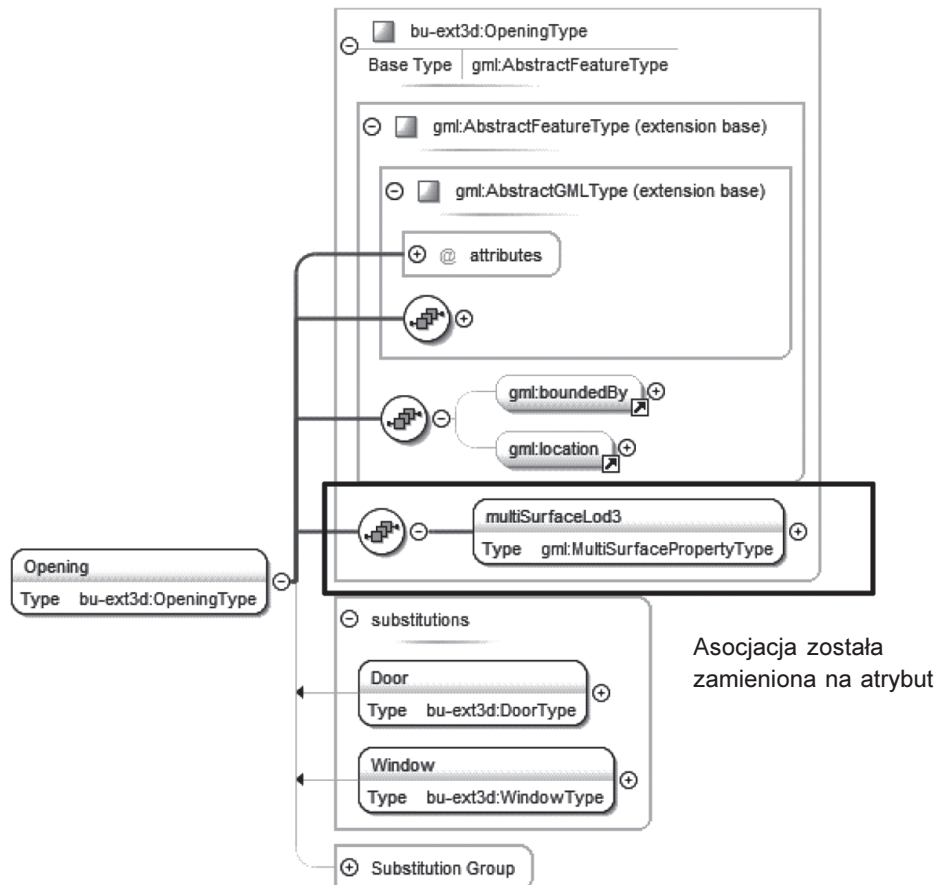 bu-ext3d:OpeningType
Base Type gml:AbstractFeatureType
gml:AbstractFeatureType (extension base)
gml:AbstractGMLType (extension base)
@ attributes
gml:boundedBy
gml:location
multiSurfaceLod3
Type gml:MultiSurfacePropertyType
Opening
Type bu-ext3d:OpeningType
substitutions
Asocjacja została
zamieniona na atrybut
Door
Type bu-ext3d:DoorType
Window
Type bu-ext3d:WindowType
Substitution Group